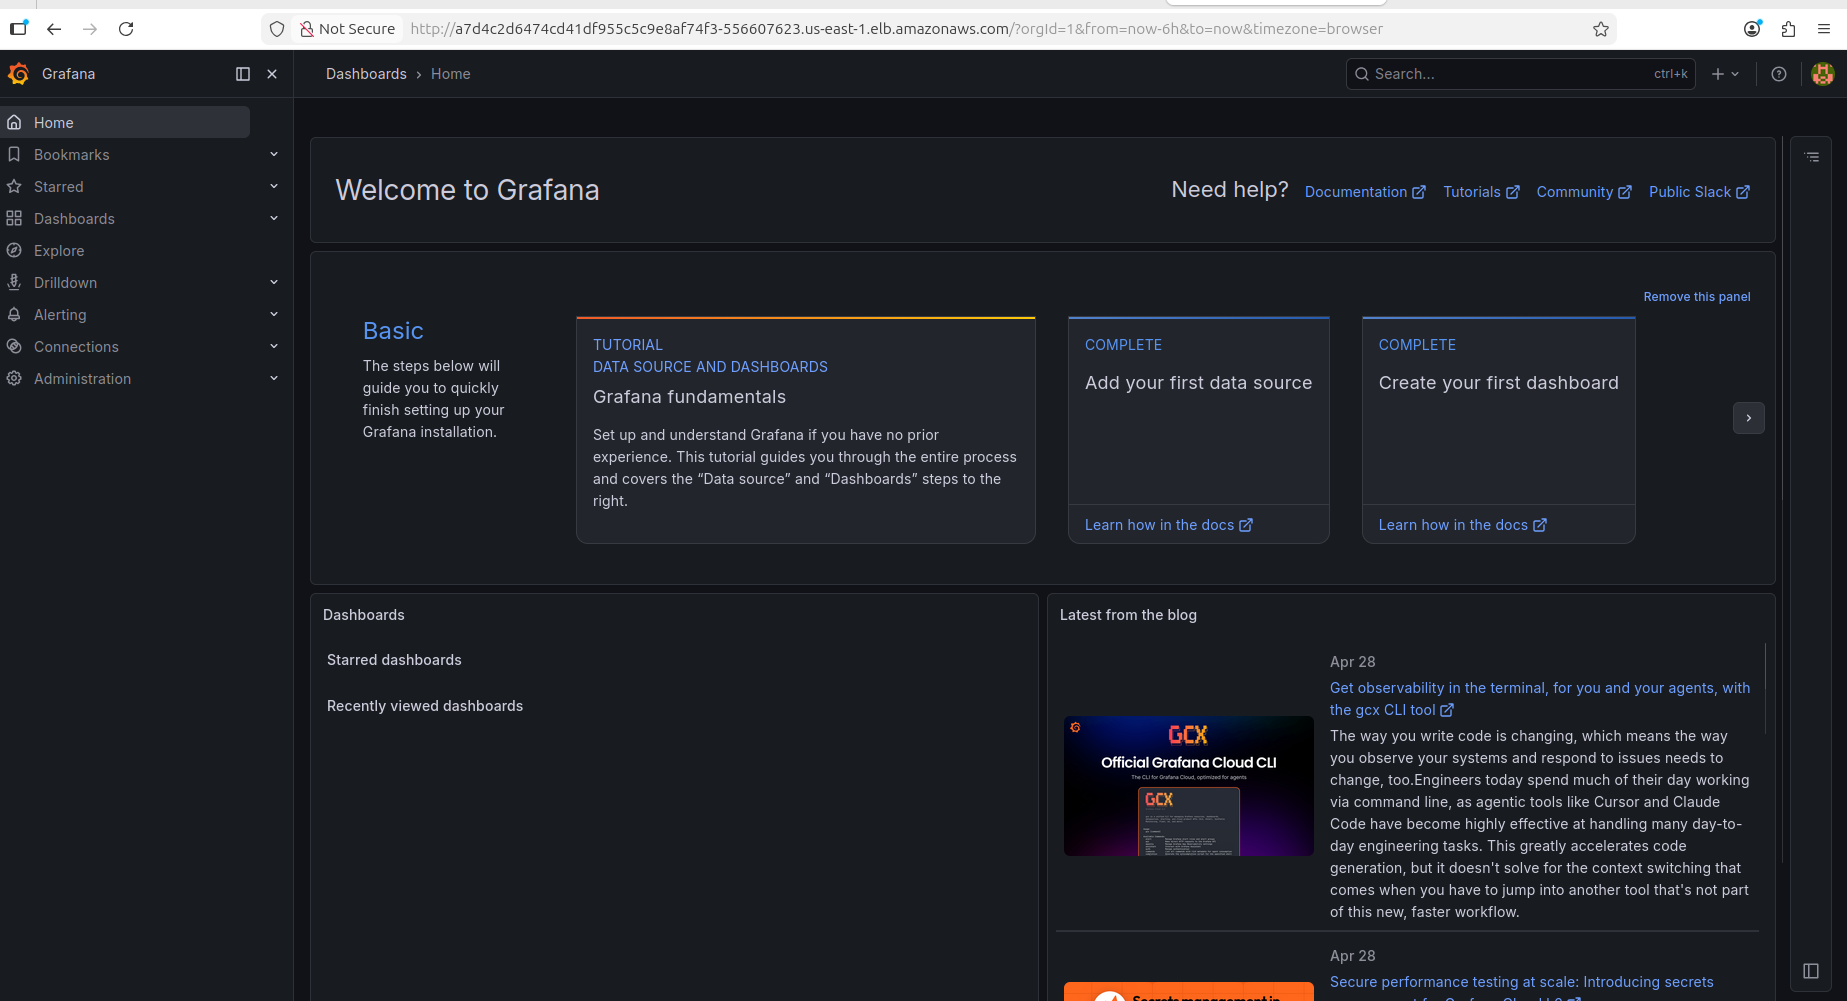 Not Secure
http://a7d4c2d6474cd41df955c5c9e8af74f3-556607623.us-east-1.elb.amazonaws.com/?orgId=1&from=now-6h&to=now&timezone=browser
Grafana
Dashboards › Home
Search...
ctrl+k
Home
Bookmarks
Starred
Dashboards
Explore
Drilldown
Alerting
Connections
Administration
Welcome to Grafana
Need help?
Documentation
Tutorials
Community
Public Slack
Remove this panel
Basic
The steps below will
guide you to quickly
finish setting up your
Grafana installation.
TUTORIAL
DATA SOURCE AND DASHBOARDS
Grafana fundamentals
Set up and understand Grafana if you have no prior
experience. This tutorial guides you through the entire process
and covers the “Data source” and “Dashboards” steps to the
right.
COMPLETE
Add your first data source
Learn how in the docs
COMPLETE
Create your first dashboard
Learn how in the docs
Dashboards
Starred dashboards
Recently viewed dashboards
Latest from the blog
GCX
Official Grafana Cloud CLI
The CLI for Grafana Cloud, optimized for agents
GCX
Apr 28
Get observability in the terminal, for you and your agents, with
the gcx CLI tool
The way you write code is changing, which means the way
you observe your systems and respond to issues needs to
change, too.Engineers today spend much of their day working
via command line, as agentic tools like Cursor and Claude
Code have become highly effective at handling many day-to-
day engineering tasks. This greatly accelerates code
generation, but it doesn't solve for the context switching that
comes when you have to jump into another tool that's not part
of this new, faster workflow.
Apr 28
Secure performance testing at scale: Introducing secrets
Secrets management in